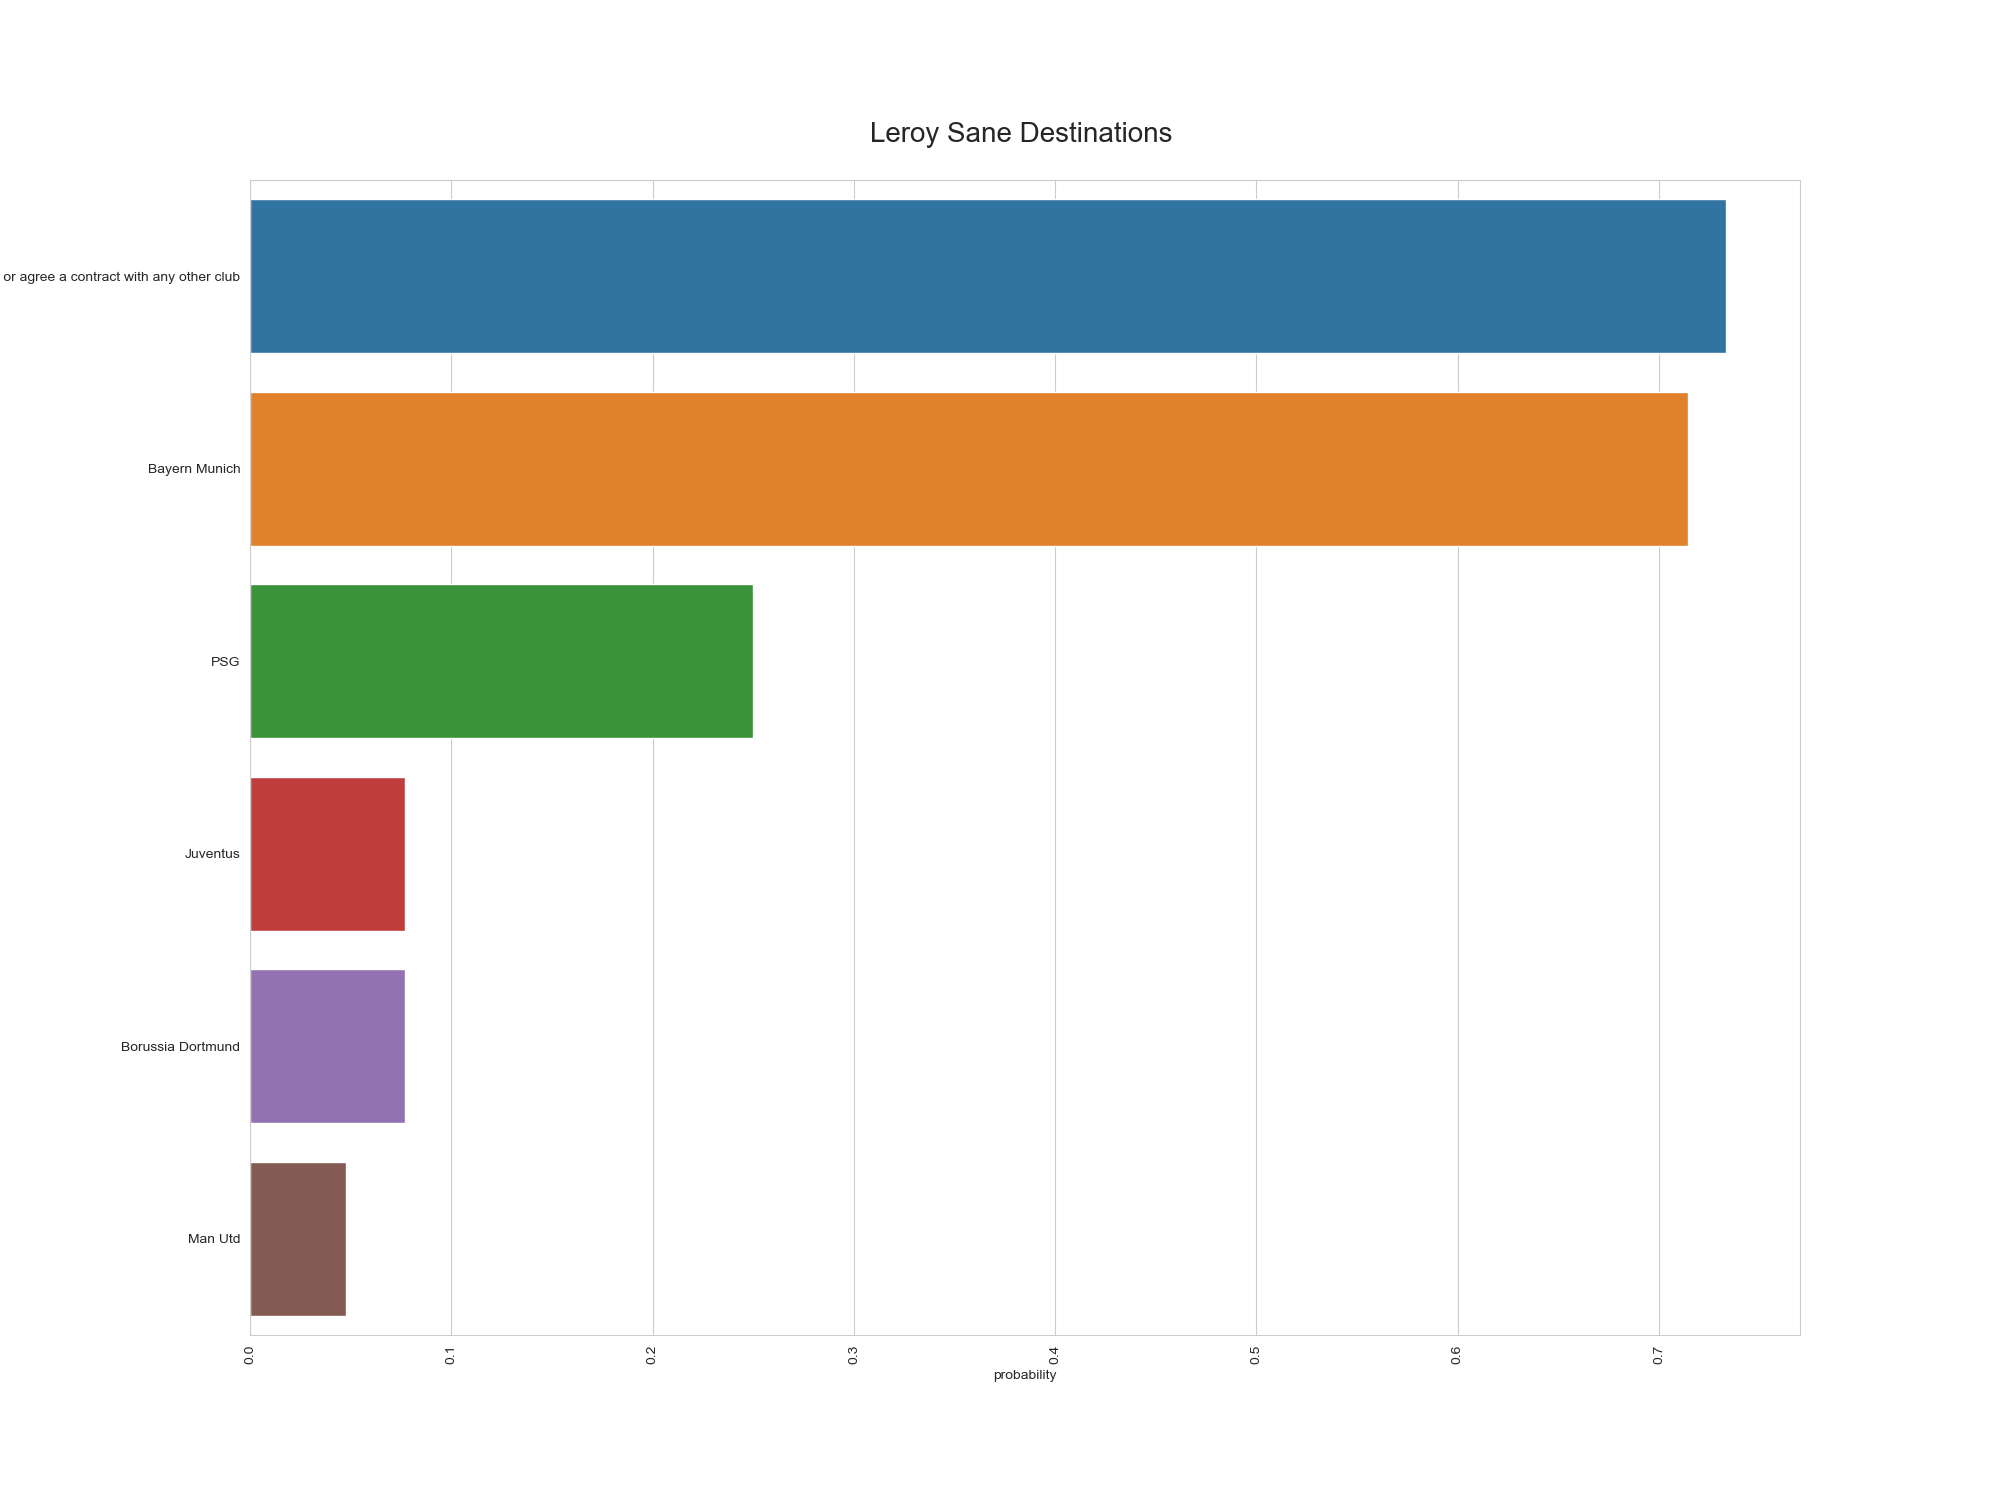 Leroy Sane Destinations
or agree a contract with any other club
Bayern Munich
PSG
Juventus
Borussia Dortmund
Man Utd
0.0 0.1 0.2 0.3 0.4 0.5 0.6 0.7
probability